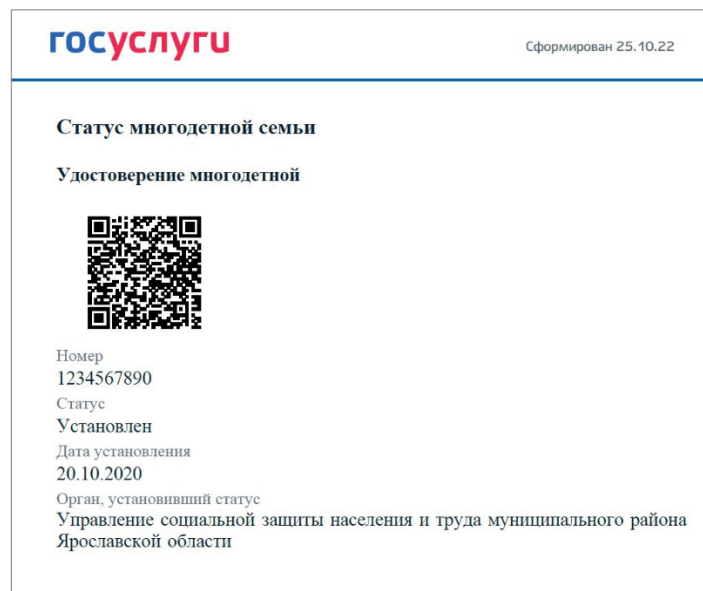 госуслуги
Сформирован 25.10.22
Статус многодетной семьи
Удостоверение многодетной
Номер
1234567890
Статус
Установлен
Дата установления
20.10.2020
Орган, установивший статус
Управление социальной защиты населения и труда муниципального района
Ярославской области